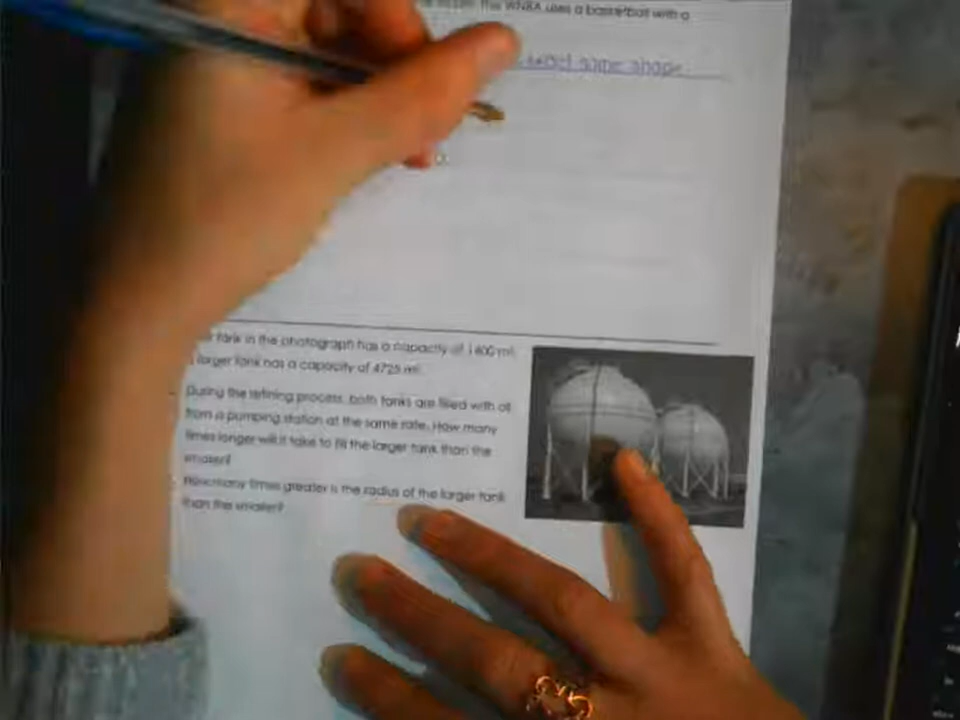 WNBA uses a basketball with a
same shape.
tank in the photograph has a capacity of 1400 m³.
larger tank has a capacity of 4725 m³.
During the refining process, both tanks are filled with oil
from a pumping station at the same rate. How many
times longer will it take to fill the larger tank than the
smaller?
How many times greater is the radius of the larger tank
than the smaller?